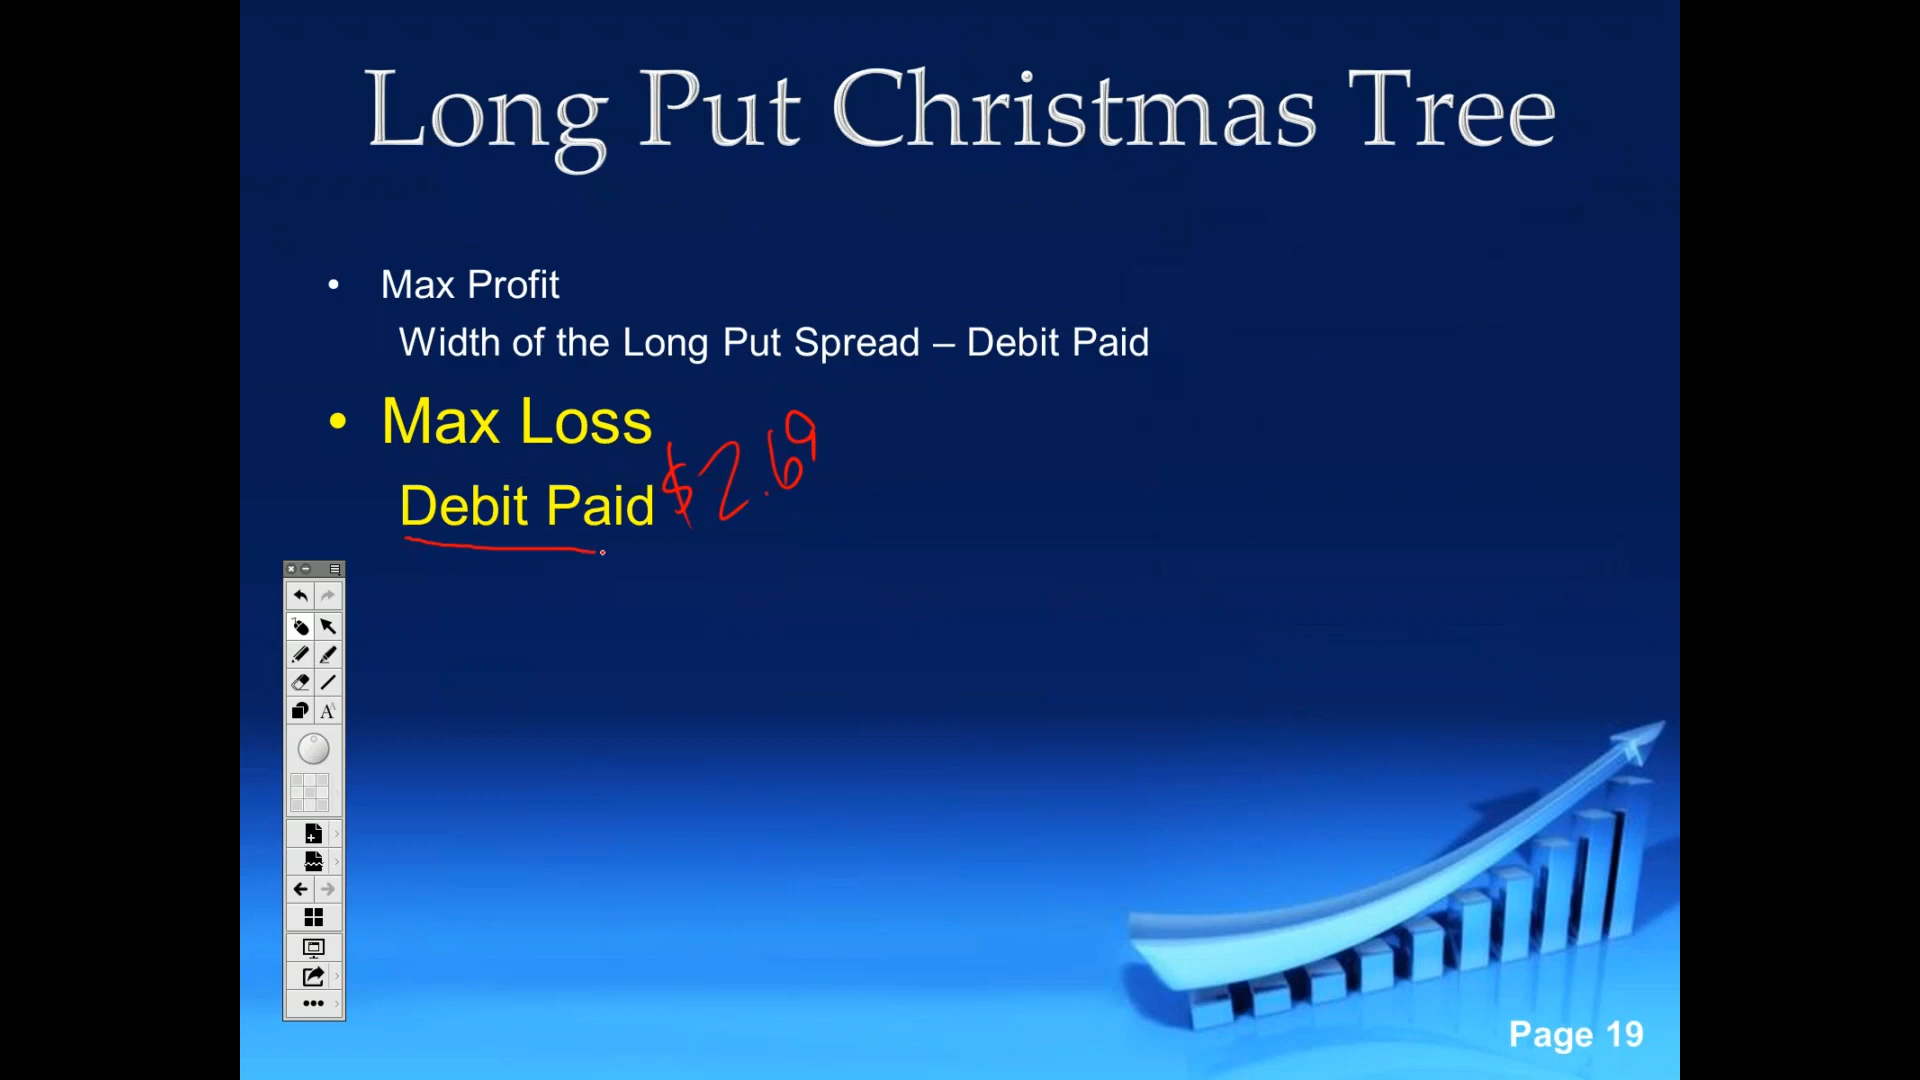 Long Put Christmas Tree
• Max Profit
Width of the Long Put Spread – Debit Paid
• Max Loss
Debit Paid $2.69
Page 19